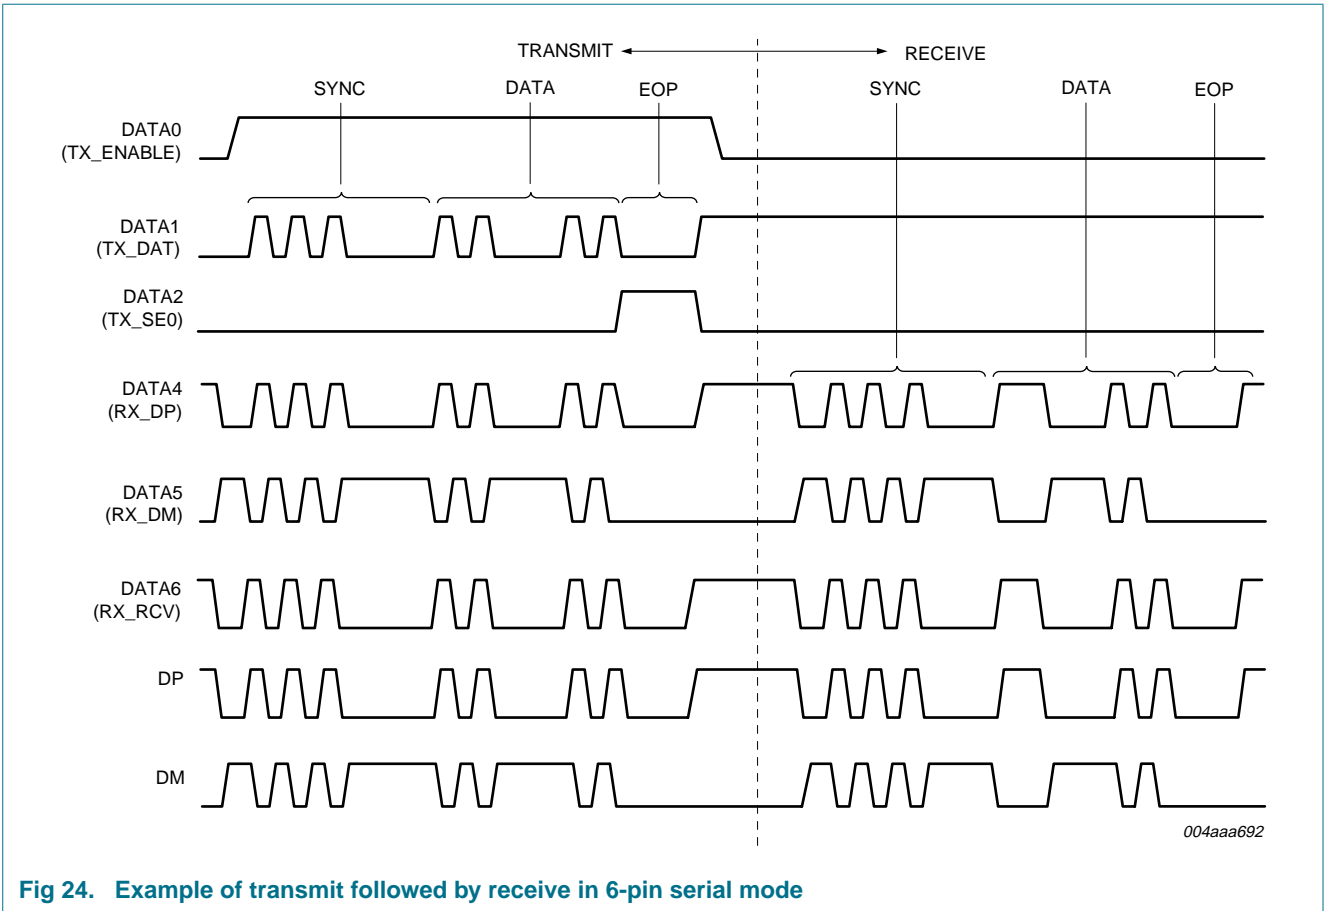 TRANSMIT
RECEIVE
SYNC DATA EOP SYNC DATA EOP
DATA0
(TX_ENABLE)
DATA1
(TX_DAT)
DATA2
(TX_SE0)
DATA4
(RX_DP)
DATA5
(RX_DM)
DATA6
(RX_RCV)
DP
DM
004aaa692
Fig 24. Example of transmit followed by receive in 6-pin serial mode